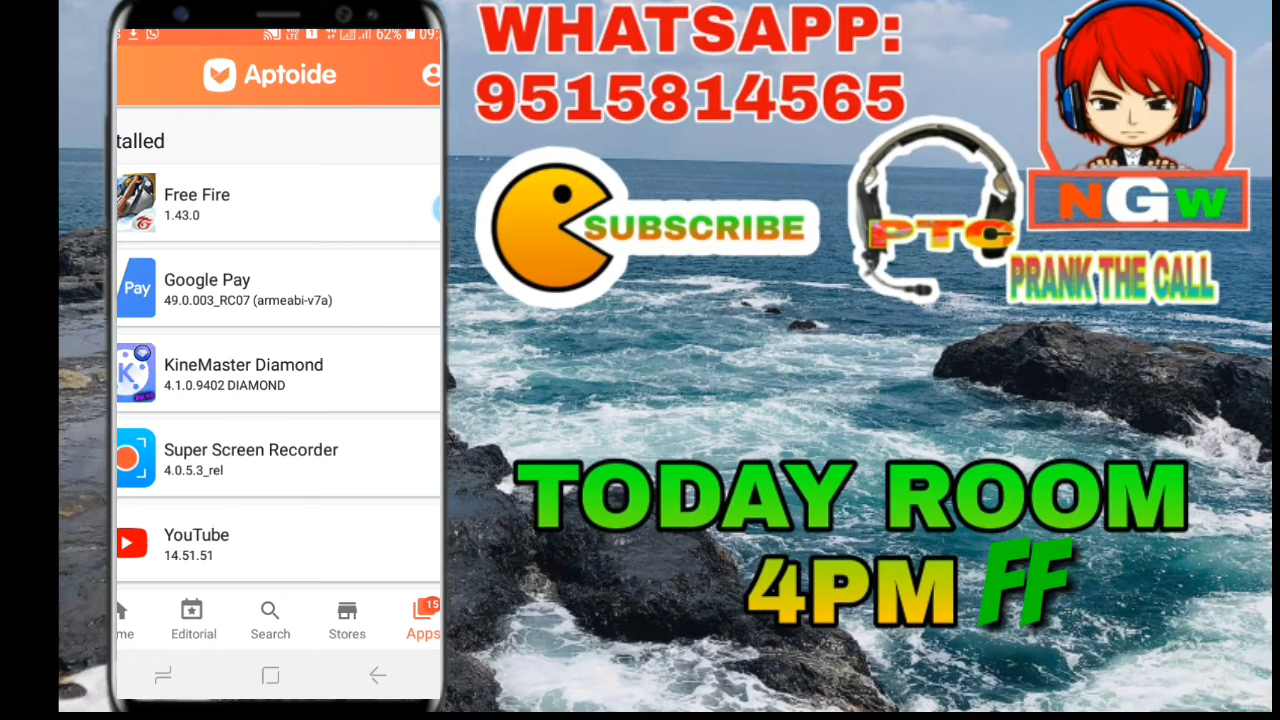 62% 09:
Aptoide
talled
Free Fire
1.43.0
Pay
Google Pay
49.0.003_RC07 (armeabi-v7a)
K
KineMaster Diamond
4.1.0.9402 DIAMOND
Super Screen Recorder
4.0.5.3_rel
YouTube
14.51.51
15
me Editorial Search Stores Apps
WHATSAPP:
9515814565
SUBSCRIBE
PTC
PRANK THE CALL
NGW
TODAY ROOM
4PM FF